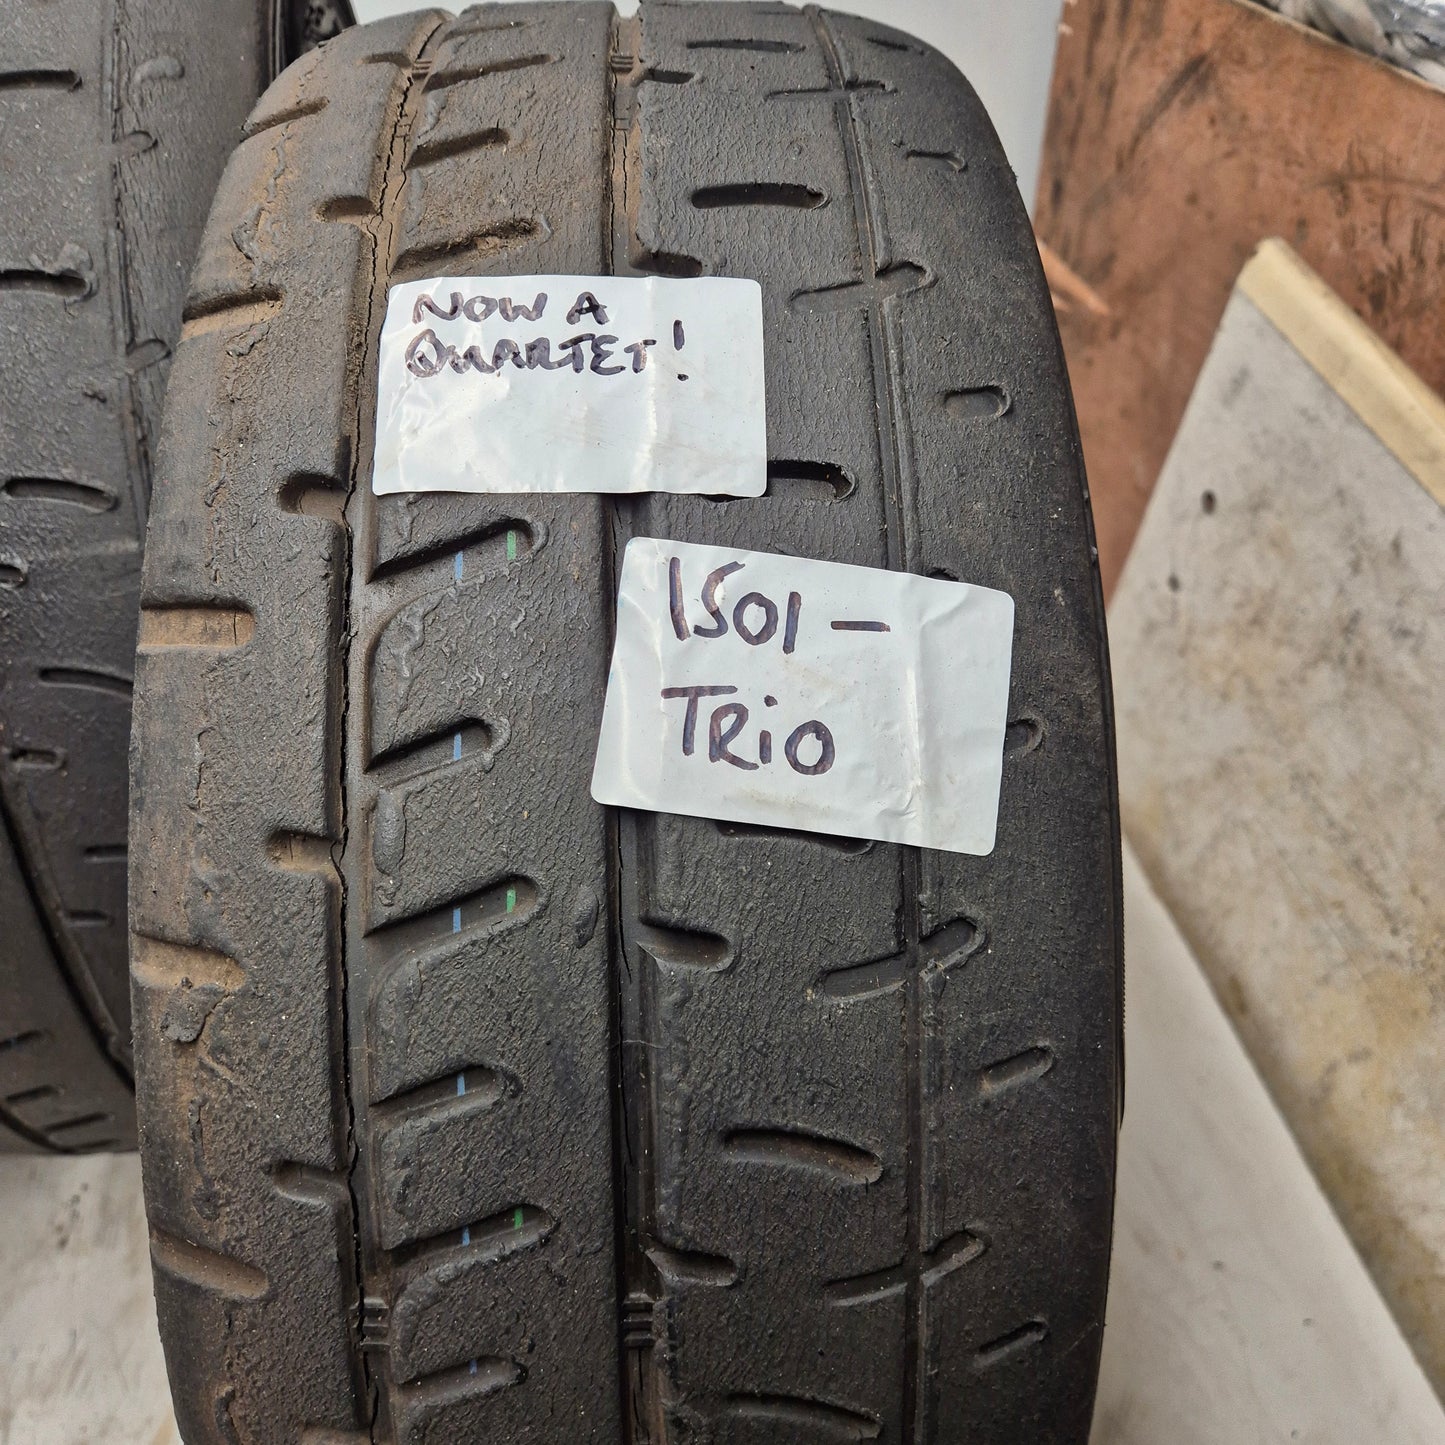 NOW A
QUARTET!
1501 -
TRiO